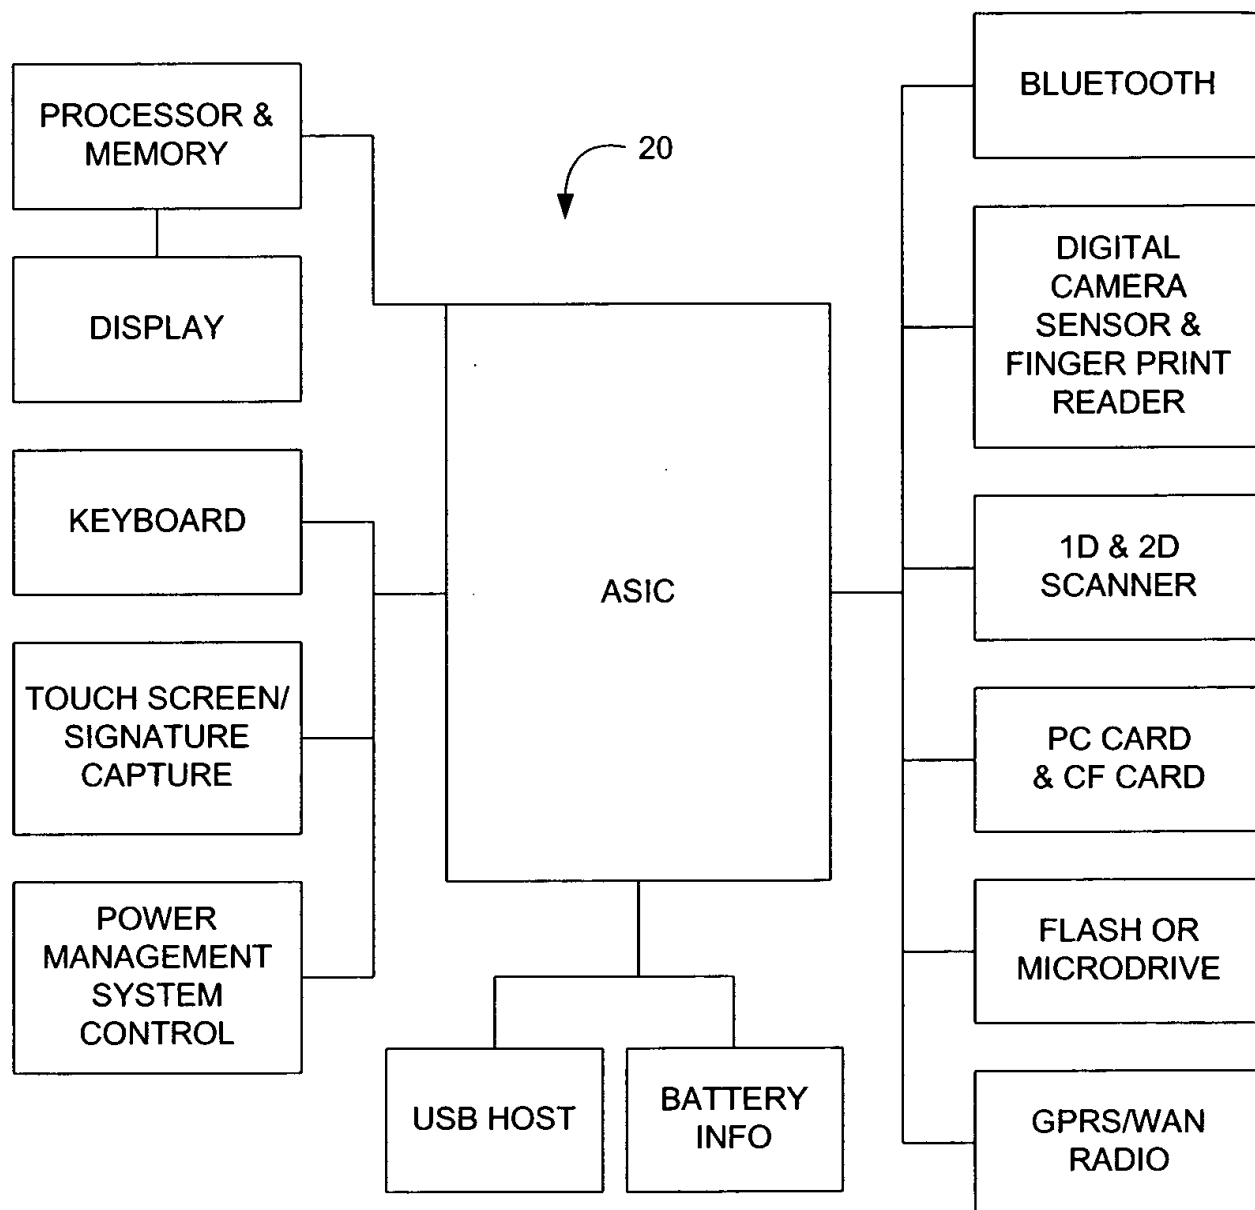 PROCESSOR &
MEMORY
DISPLAY
KEYBOARD
TOUCH SCREEN/
SIGNATURE
CAPTURE
POWER
MANAGEMENT
SYSTEM
CONTROL
20
ASIC
USB HOST
BATTERY
INFO
BLUETOOTH
DIGITAL
CAMERA
SENSOR &
FINGER PRINT
READER
1D & 2D
SCANNER
PC CARD
& CF CARD
FLASH OR
MICRODRIVE
GPRS/WAN
RADIO